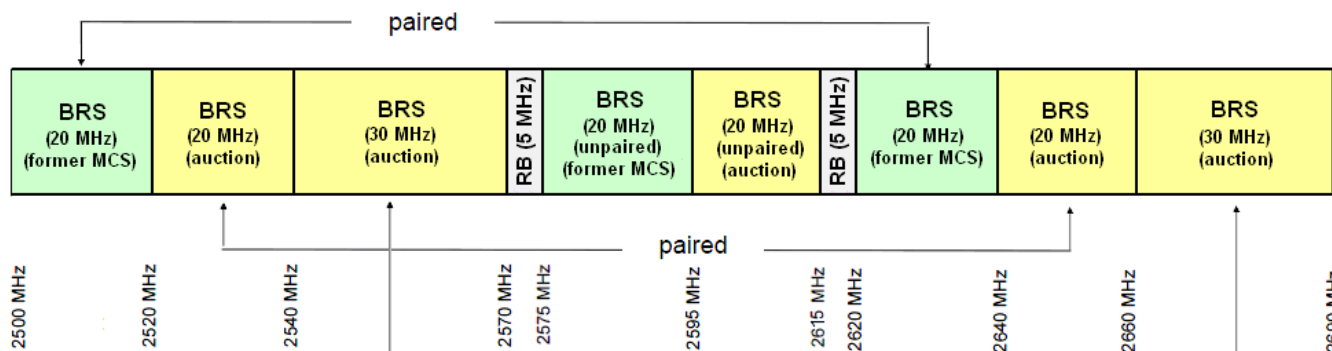 paired
BRS
(20 MHz)
(former MCS)
BRS
(20 MHz)
(auction)
BRS
(30 MHz)
(auction)
RB (5 MHz)
BRS
(20 MHz)
(unpaired)
(former MCS)
BRS
(20 MHz)
(unpaired)
(auction)
RB (5 MHz)
BRS
(20 MHz)
(former MCS)
BRS
(20 MHz)
(auction)
BRS
(30 MHz)
(auction)
paired
2500 MHz
2520 MHz
2540 MHz
2570 MHz
2575 MHz
2595 MHz
2615 MHz
2620 MHz
2640 MHz
2660 MHz